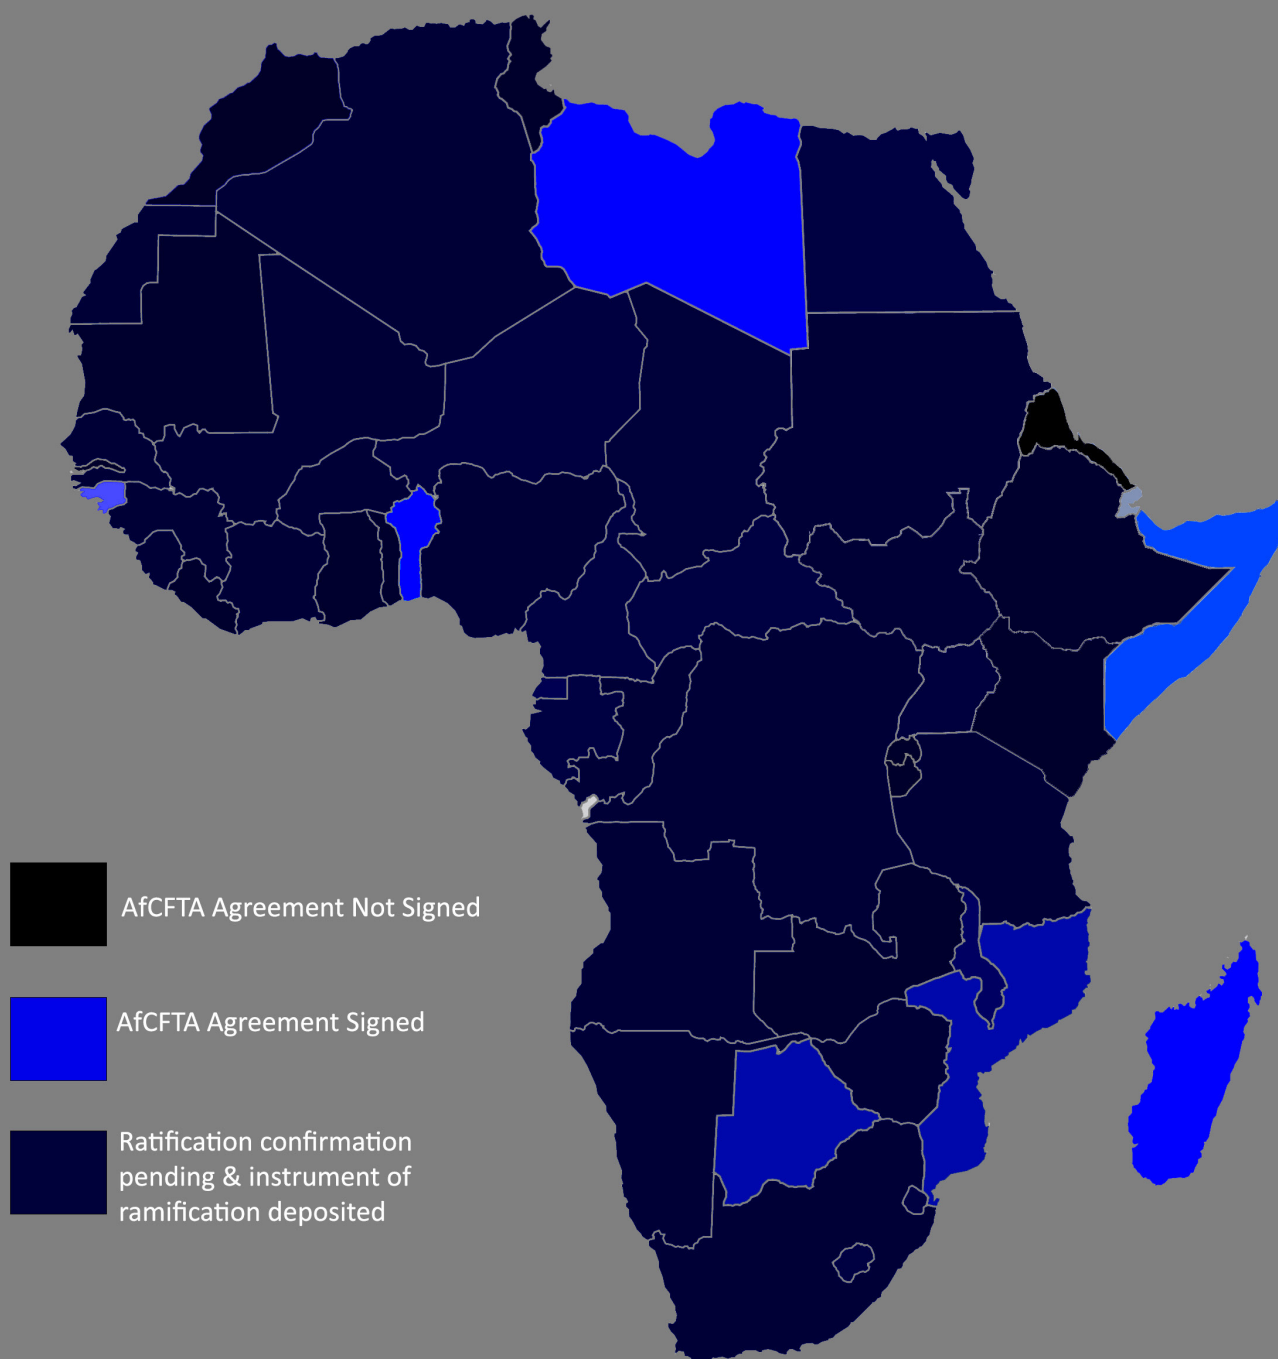 AfCFTA Agreement Not Signed
AfCFTA Agreement Signed
Ratification confirmation
pending & instrument of
ramification deposited